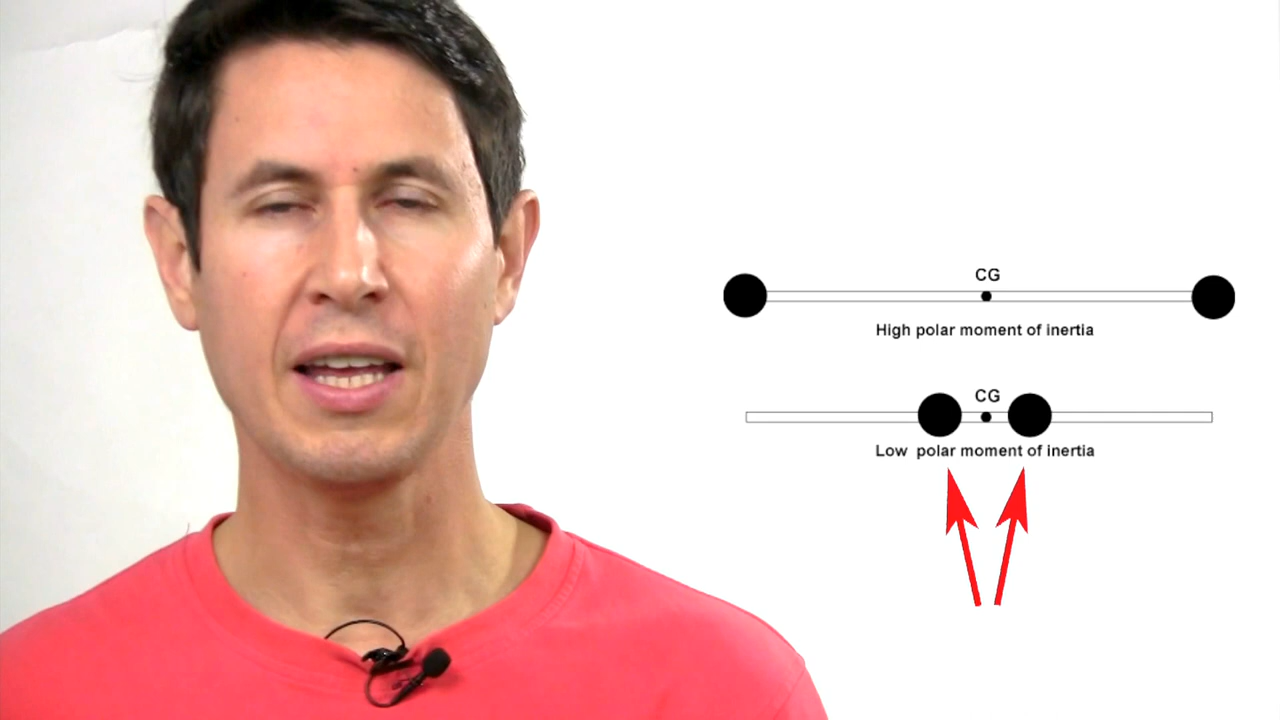 CG
High polar moment of inertia
CG
Low  polar moment of inertia